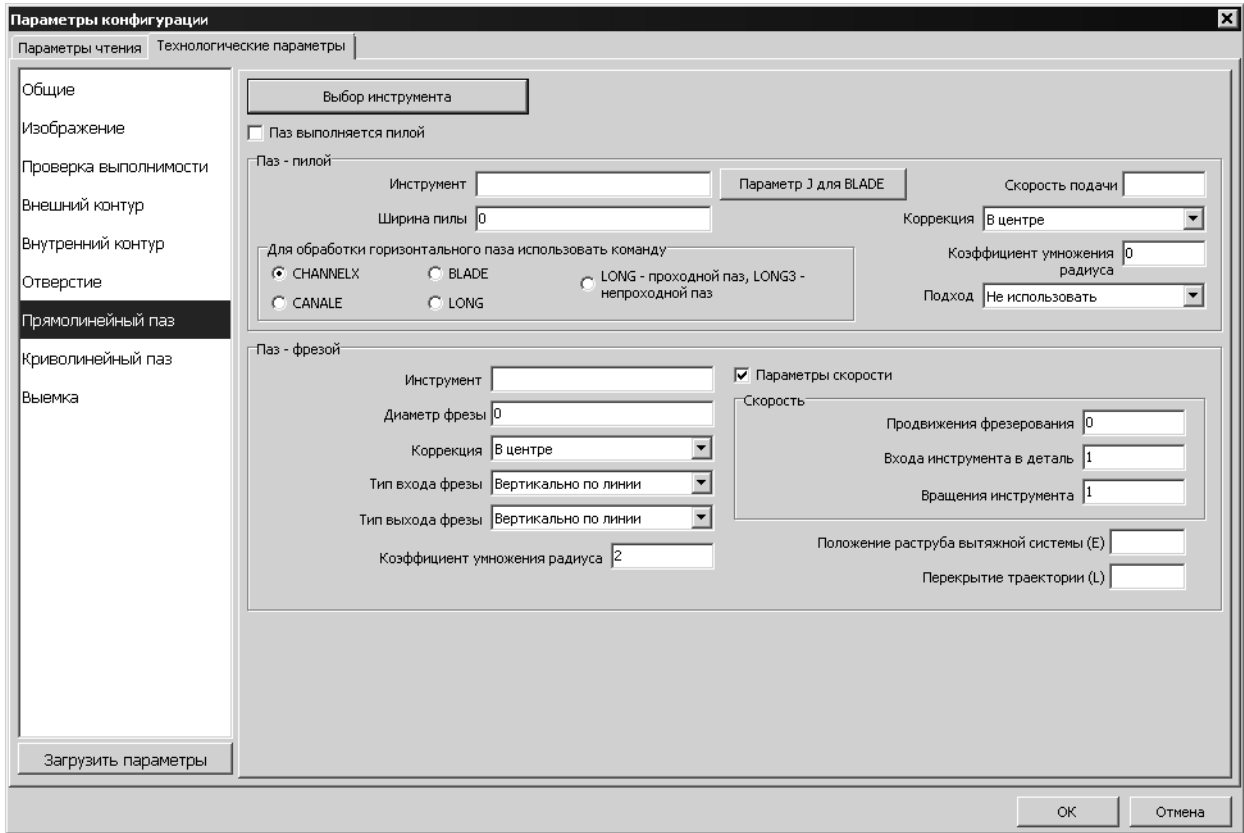 Параметры конфигурации
Параметры чтения
Технологические параметры
Общие
Изображение
Проверка выполнимости
Внешний контур
Внутренний контур
Отверстие
Прямолинейный паз
Криволинейный паз
Выемка
Загрузить параметры
Выбор инструмента
Паз выполняется пилой
Паз - пилой
Инструмент
Параметр J для BLADE
Скорость подачи
Ширина пилы 0
Коррекция В центре
Для обработки горизонтального паза использовать команду
CHANNELX
BLADE
LONG - проходной паз, LONG3 -
непроходной паз
CANALE
LONG
Коэффициент умножения 0
радиуса
Подход Не использовать
Паз - фрезой
Инструмент
Диаметр фрезы 0
Коррекция В центре
Тип входа фрезы Вертикально по линии
Тип выхода фрезы Вертикально по линии
Коэффициент умножения радиуса 2
Параметры скорости
Скорость
Продвижения фрезерования 0
Входа инструмента в деталь 1
Вращения инструмента 1
Положение раструба вытяжной системы (E)
Перекрытие траектории (L)
OK
Отмена